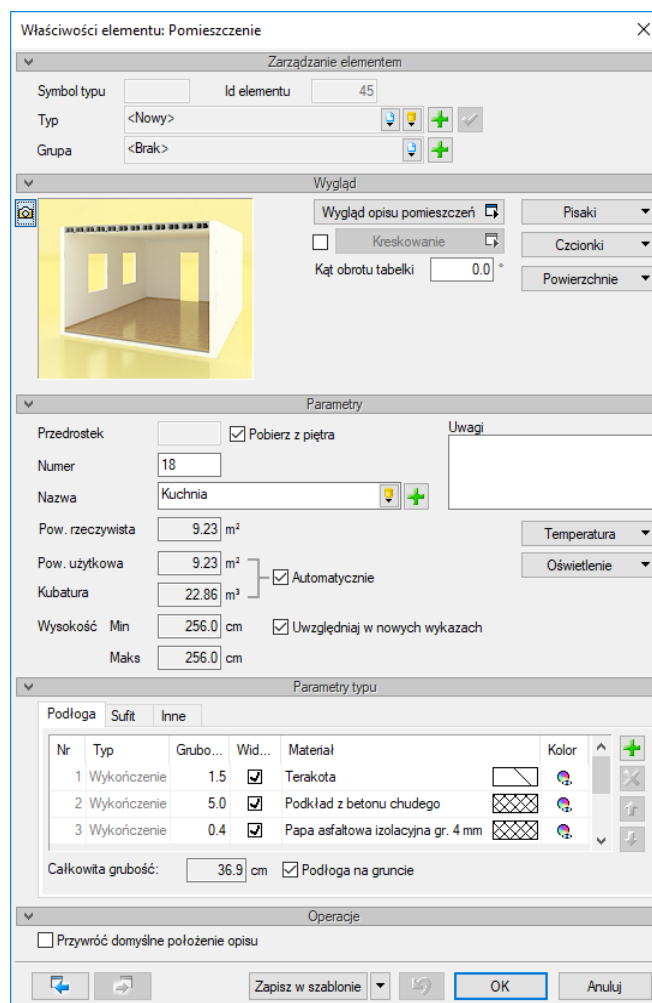 Właściwości elementu: Pomieszczenie
Zarządzanie elementem
Symbol typu Id elementu 45
Typ <Nowy>
Grupa <Brak>
Wygląd
Wygląd opisu pomieszczeń Pisaki
Kreskowanie Czcionki
Kąt obrotu tabelki 0.0 ° Powierzchnie
Parametry
Przedrostek Pobierz z piętra Uwagi
Numer 18
Nazwa Kuchnia
Pow. rzeczywista 9.23 m² Temperatura
Pow. użytkowa 9.23 m² Automatycznie Oświetlenie
Kubatura 22.86 m³
Wysokość Min 256.0 cm Uwzględniaj w nowych wykazach
Maks 256.0 cm
Parametry typu
Podłoga Sufit Inne
Nr Typ Grubo... Wid... Materiał Kolor
1 Wykończenie 1.5 Terakota
2 Wykończenie 5.0 Podkład z betonu chudego
3 Wykończenie 0.4 Papa asfaltowa izolacyjna gr. 4 mm
Całkowita grubość: 36.9 cm Podłoga na gruncie
Operacje
Przywróć domyślne położenie opisu
Zapisz w szablonie OK Anuluj